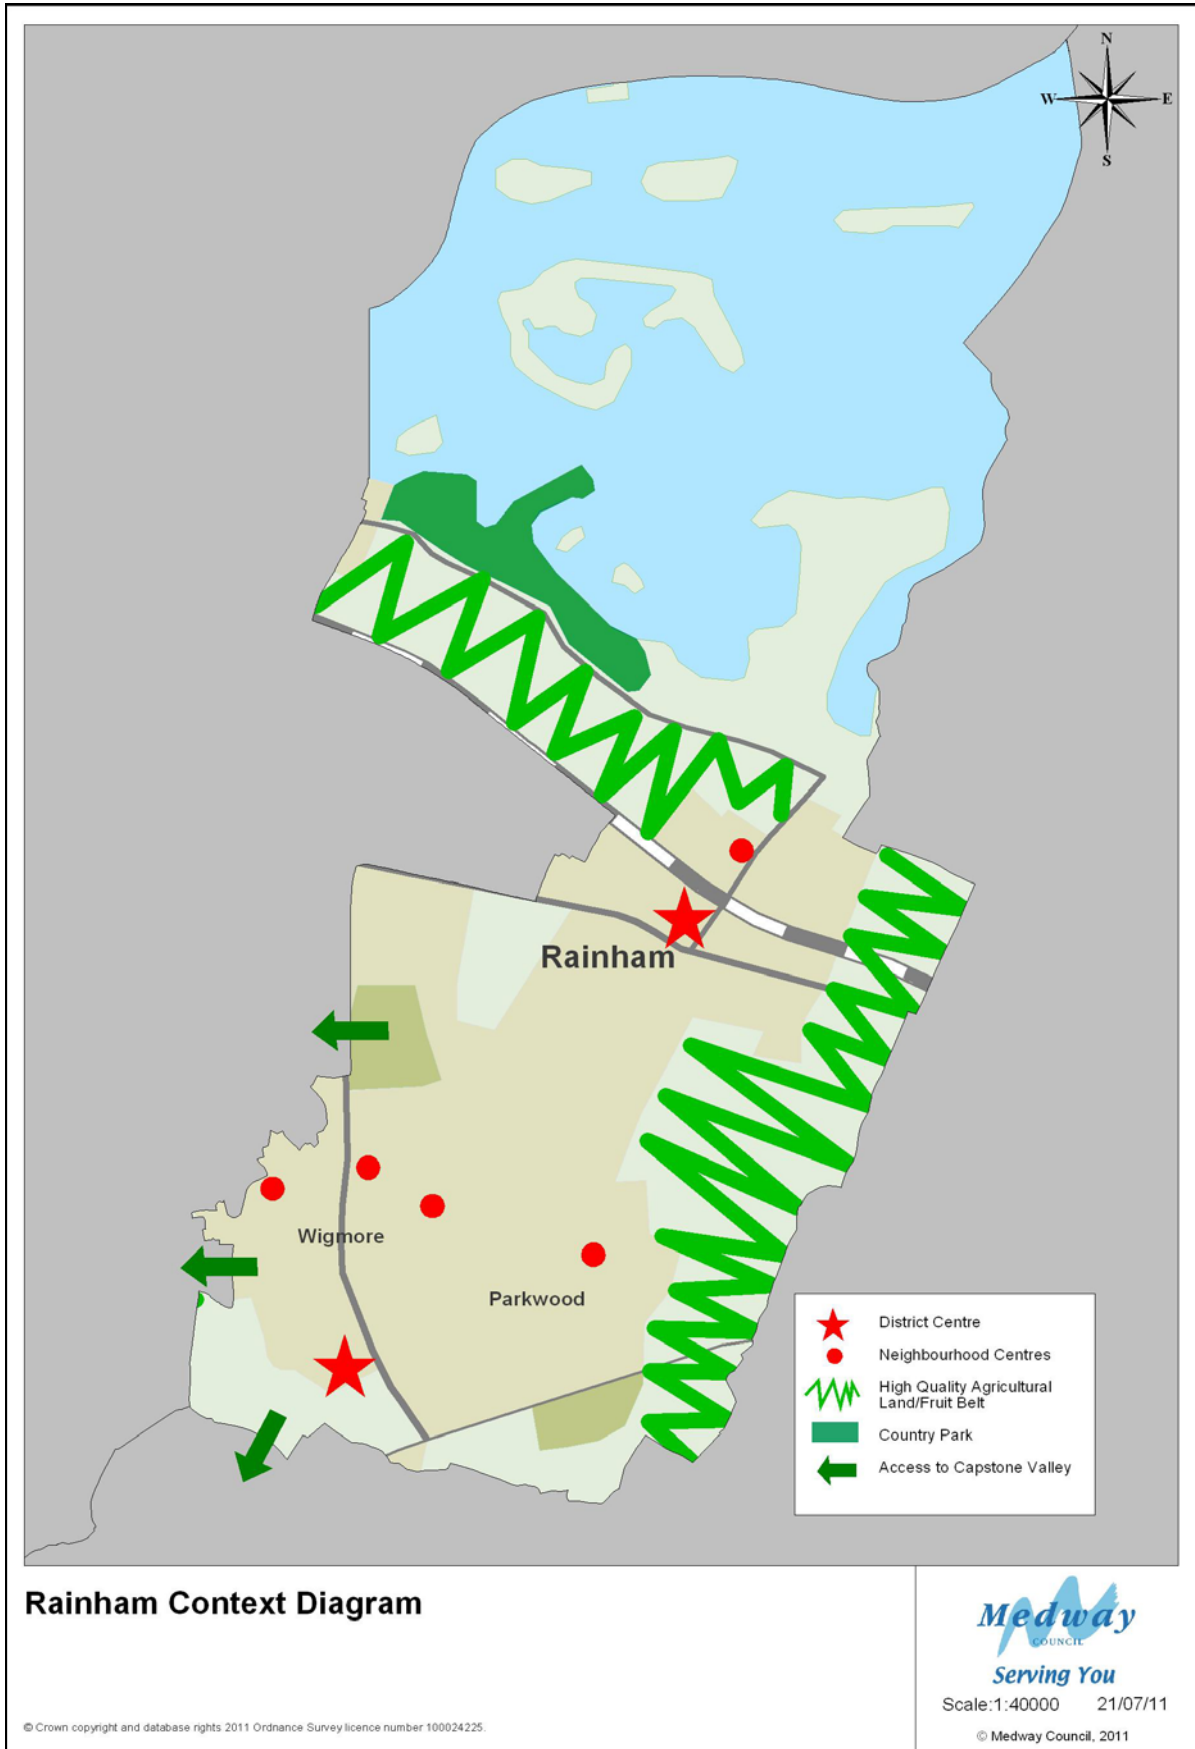 N
W E
S
Rainham
Wigmore
Parkwood
District Centre
Neighbourhood Centres
High Quality Agricultural
Land/Fruit Belt
Country Park
Access to Capstone Valley
Rainham Context Diagram
Medway
COUNCIL
Serving You
Scale:1:40000 21/07/11
© Crown copyright and database rights 2011 Ordnance Survey licence number 100024225.
© Medway Council, 2011